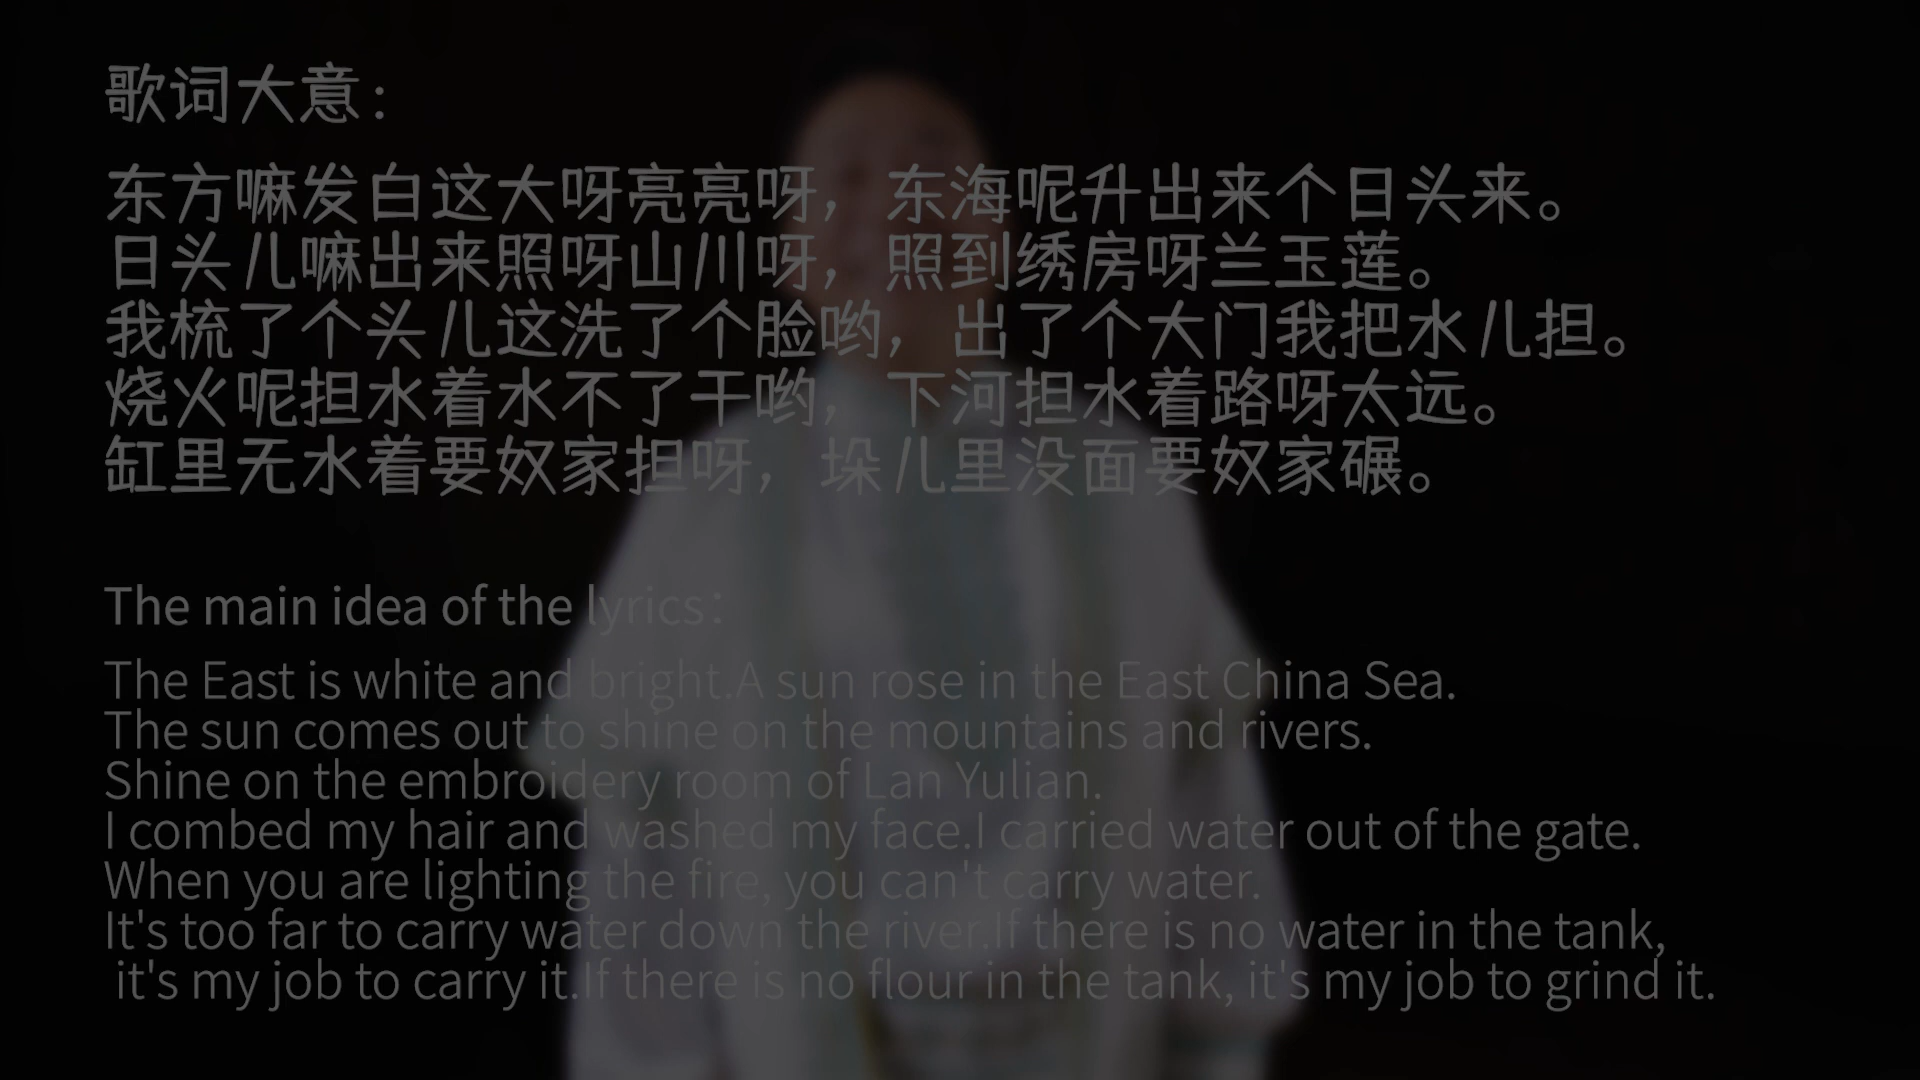 歌词大意：
东方嘛发白这大呀亮亮呀，东海呢升出来个日头来。
日头儿嘛出来照呀山川呀，照到绣房呀兰玉莲。
我梳了个头儿这洗了个脸哟，出了个大门我把水儿担。
烧火呢担水着水不了干哟，下河担水着路呀太远。
缸里无水着要奴家担呀，垛儿里没面要奴家碾。
The main idea of the lyrics：
The East is white and bright.A sun rose in the East China Sea.
The sun comes out to shine on the mountains and rivers.
Shine on the embroidery room of Lan Yulian.
I combed my hair and washed my face.I carried water out of the gate.
When you are lighting the fire, you can't carry water.
It's too far to carry water down the river.If there is no water in the tank,
it's my job to carry it.If there is no flour in the tank, it's my job to grind it.